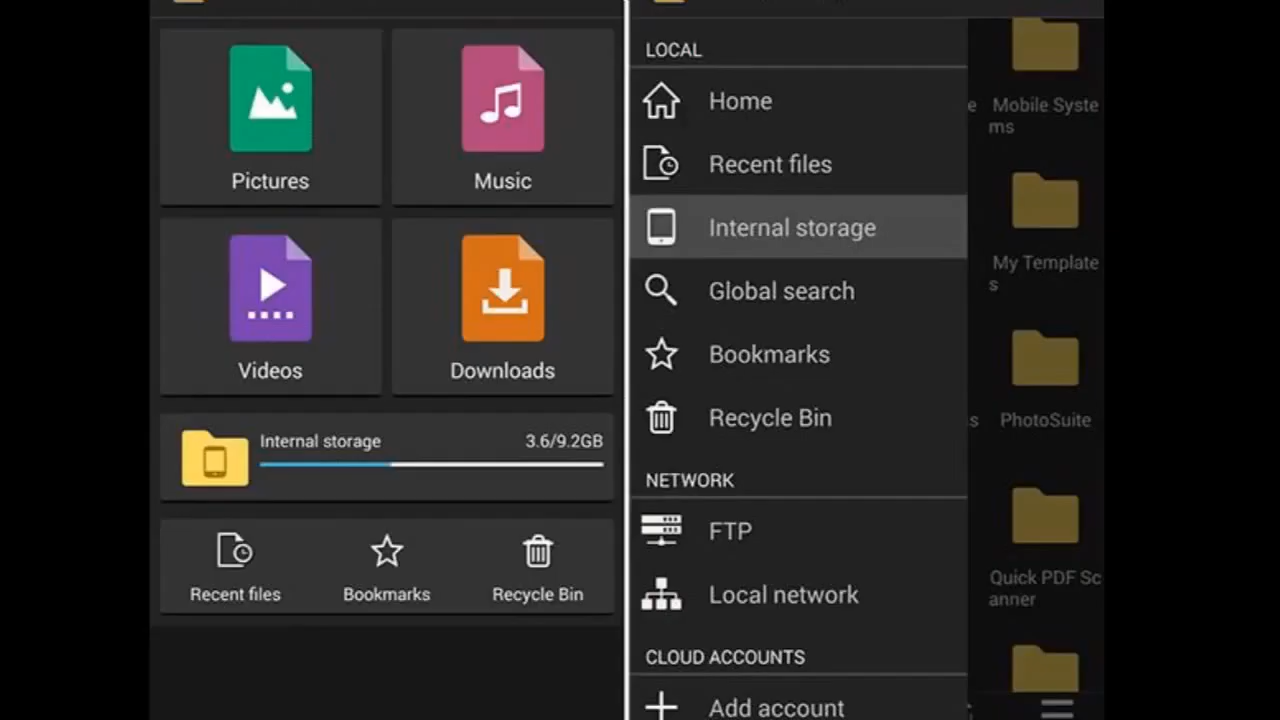 Pictures
Music
Videos
Downloads
Internal storage
3.6/9.2GB
Recent files
Bookmarks
Recycle Bin
LOCAL
Home
Recent files
Internal storage
Global search
Bookmarks
Recycle Bin
NETWORK
FTP
Local network
CLOUD ACCOUNTS
Add account
e
Mobile Syste
ms
My Template
s
s
PhotoSuite
Quick PDF Sc
anner